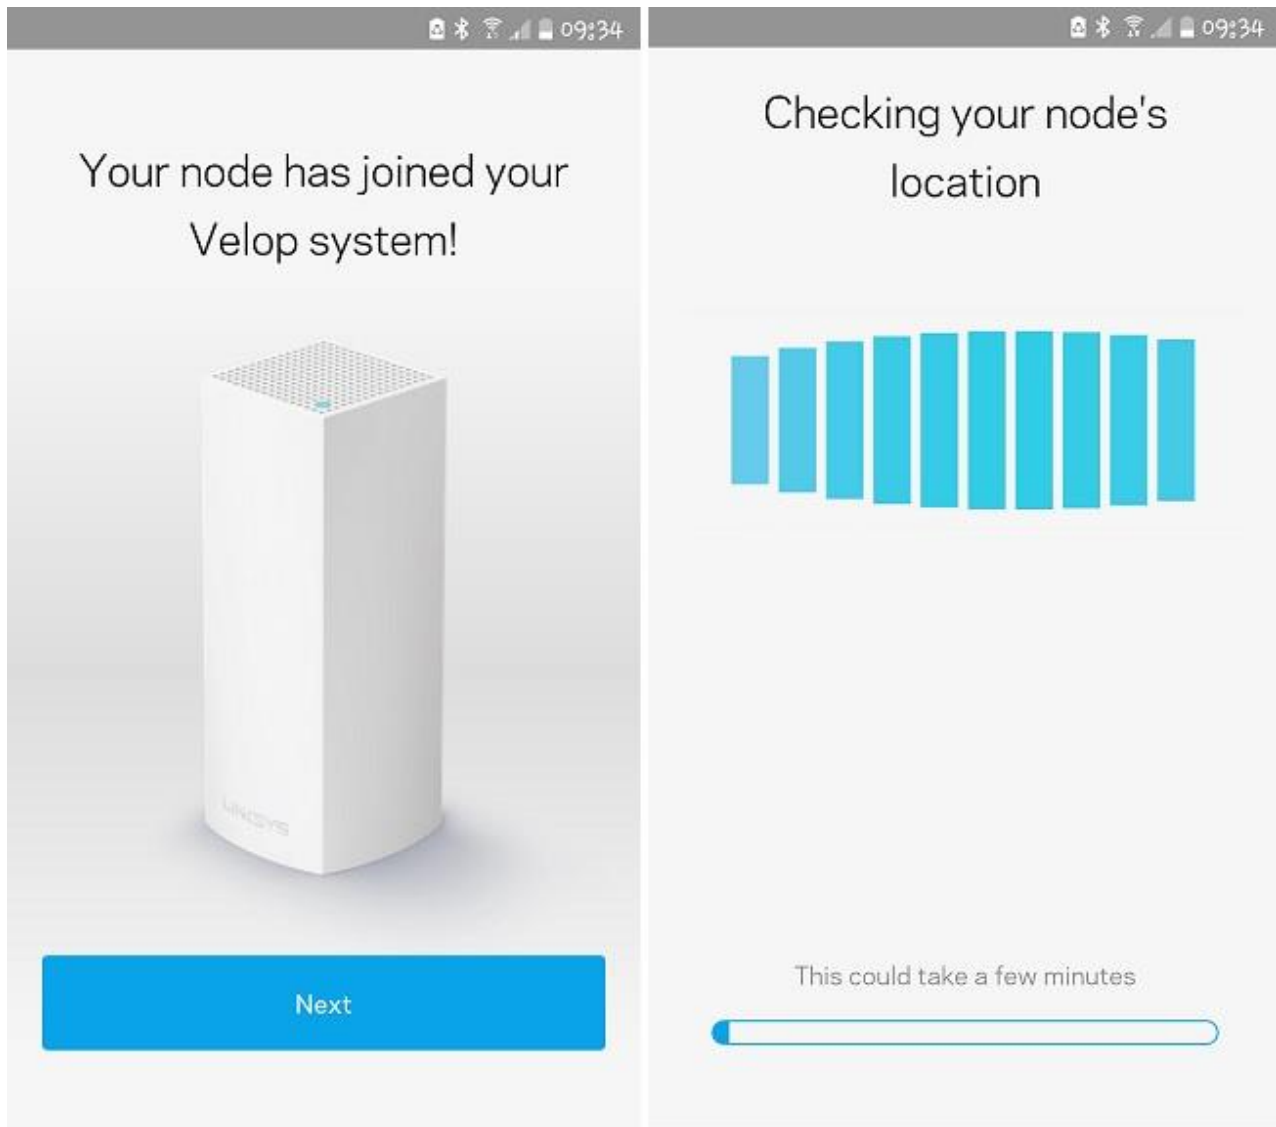 09:34
Your node has joined your
Velop system!
LINKSYS
Next
09:34
Checking your node's
location
This could take a few minutes